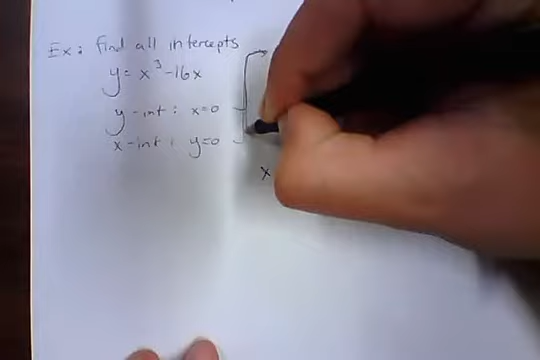 Ex: find all intercepts
y = x³ - 16x
y-int: x=0
x-int: y=0
x